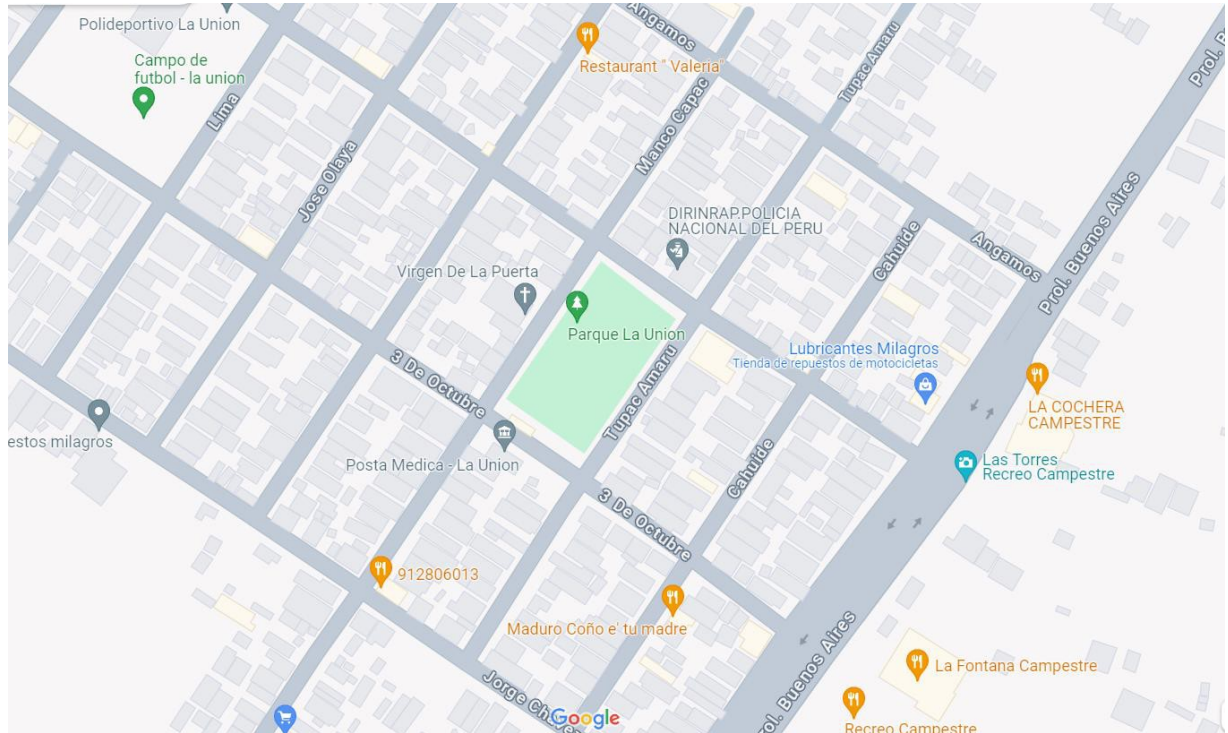 Polideportivo La Union
Campo de
futbol - la union
Lima
Jose Olaya
Restaurant " Valeria"
Angamos
Manco Capac
Tupac Amaru
Prol.
DIRINRAP.POLICIA
NACIONAL DEL PERU
Virgen De La Puerta
Parque La Union
Cahuide
Angamos
Prol. Buenos Aires
Lubricantes Milagros
Tienda de repuestos de motocicletas
LA COCHERA
CAMPESTRE
3 De Octubre
Tupac Amaru
estos milagros
Posta Medica - La Union
Cahuide
Las Torres
Recreo Campestre
3 De Octubre
912806013
Maduro Coño e' tu madre
Buenos Aires
La Fontana Campestre
Jorge
Google
Recreo Campestre